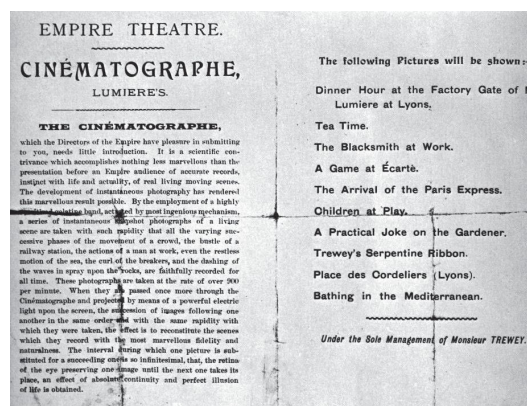 EMPIRE THEATRE.
CINÉMATOGRAPHE,
LUMIERE'S.
THE CINÉMATOGRAPHE,
which the Directors of the Empire have pleasure in submitting
to you, needs little introduction. It is a scientific con-
trivance which accomplishes nothing less marvellous than the
presentation before an Empire audience of accurate records,
instinct with life and actuality, of real living moving scenes.
The development of instantaneous photography has rendered
this marvellous result possible. By the employment of a highly
band, actuated by most ingenious mechanism,
a series of instantaneous snapshot photographs of a living
scene are taken with such rapidity that all the varying suc-
cessive phases of the movement of a crowd, the bustle of a
railway station, the actions of a man at work, even the restless
motion of the sea, the curl of the breakers, and the dashing of
the waves in spray upon the rocks, are faithfully recorded for
all time. These photographs are taken at the rate of over 900
per minute. When they are passed once more through the
Cinématographe and projected by means of a powerful electric
light upon the screen, the succession of images following one
another in the same order and with the same rapidity with
which they were taken, the effect is to reconstitute the scenes
which they record with the most marvellous fidelity and
naturalness. The interval during which one picture is sub-
stituted for a succeeding one is so infinitesimal, that, the retina
of the eye preserving one image until the next one takes its
place, an effect of absolute continuity and perfect illusion
of life is obtained.
The following Pictures will be shown:-
Dinner Hour at the Factory Gate of
Lumiere at Lyons.
Tea Time.
The Blacksmith at Work.
A Game at Écartè.
The Arrival of the Paris Express.
Children at Play.
A Practical Joke on the Gardener.
Trewey's Serpentine Ribbon.
Place des Cordeliers (Lyons).
Bathing in the Mediterranean.
Under the Sole Management of Monsieur TREWEY.